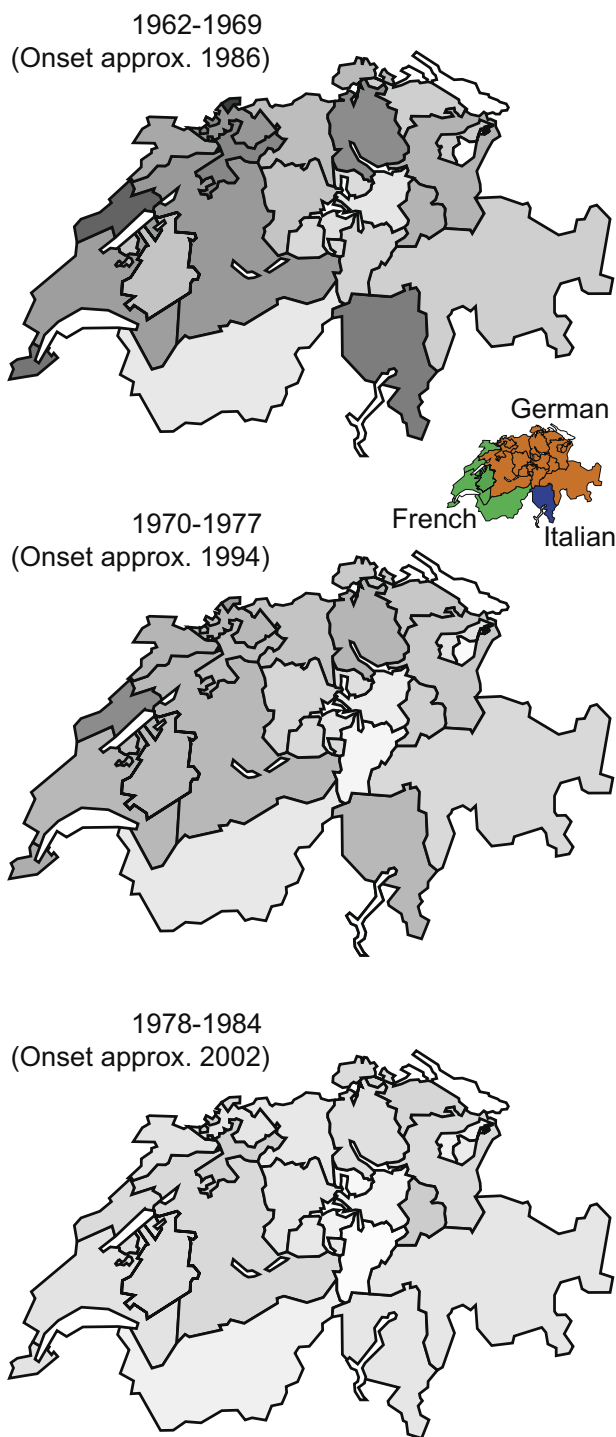 1962-1969
(Onset approx. 1986)
German
French
Italian
1970-1977
(Onset approx. 1994)
1978-1984
(Onset approx. 2002)